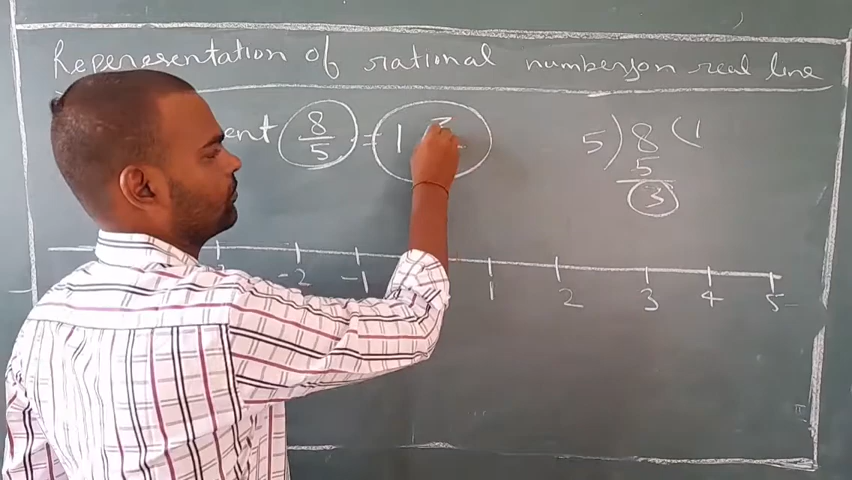 Repenesentation of rational numbers on real line
ent 8/5 = 1 3
5 ) 8 ( 1
5
3
-2 -1 1 2 3 4 5